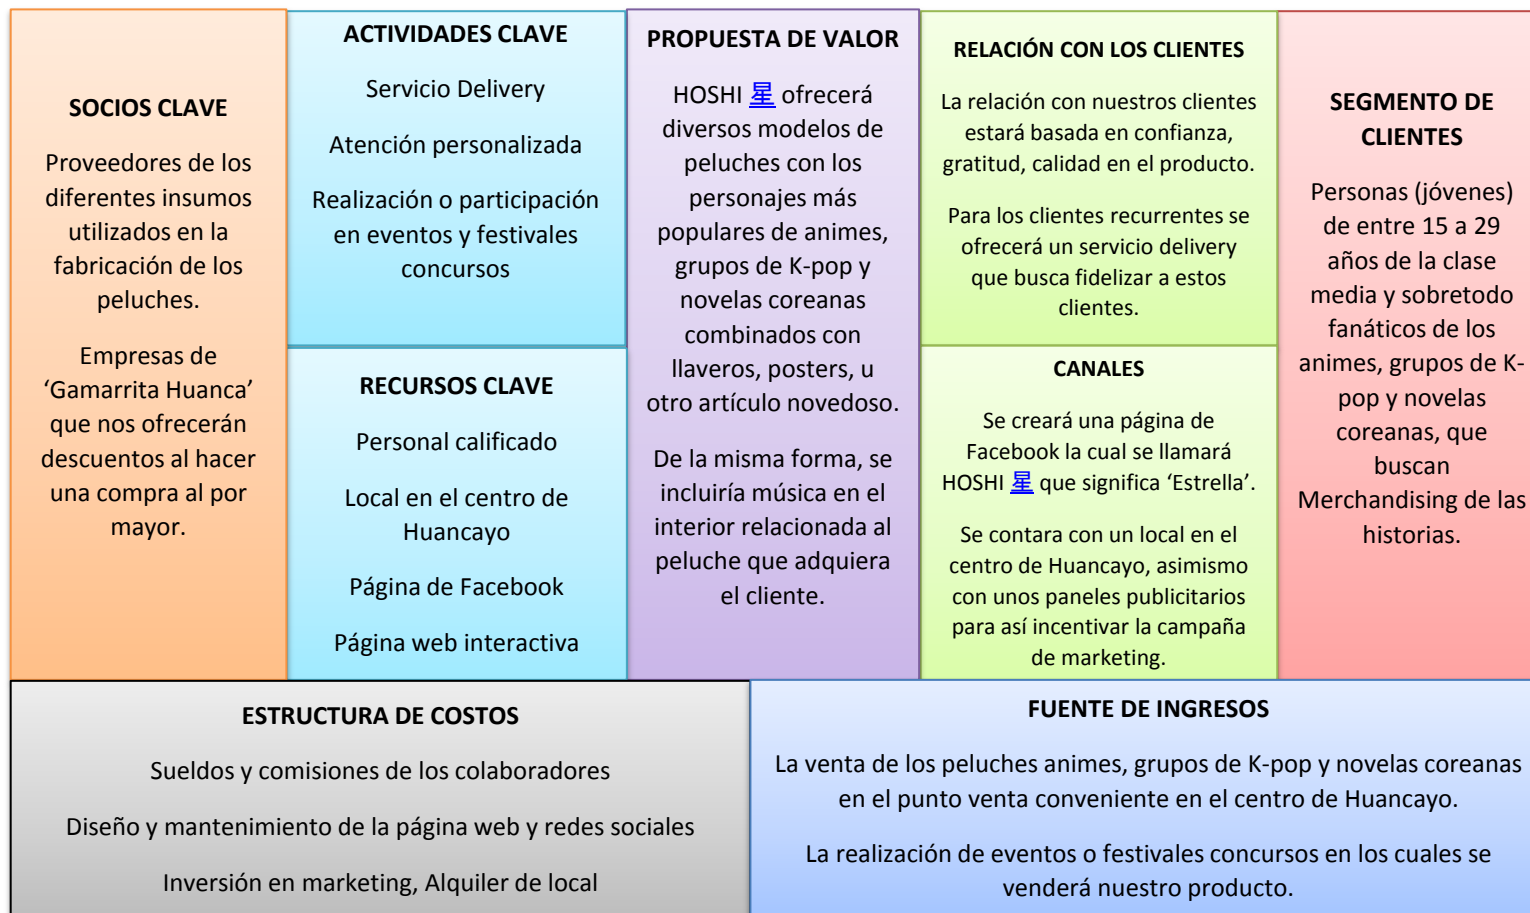 SOCIOS CLAVE
Proveedores de los
diferentes insumos
utilizados en la
fabricación de los
peluches.
Empresas de
‘Gamarrita Huanca’
que nos ofrecerán
descuentos al hacer
una compra al por
mayor.
ACTIVIDADES CLAVE
Servicio Delivery
Atención personalizada
Realización o participación
en eventos y festivales
concursos
RECURSOS CLAVE
Personal calificado
Local en el centro de
Huancayo
Página de Facebook
Página web interactiva
PROPUESTA DE VALOR
HOSHI 星 ofrecerá
diversos modelos de
peluches con los
personajes más
populares de animes,
grupos de K-pop y
novelas coreanas
combinados con
llaveros, posters, u
otro artículo novedoso.
De la misma forma, se
incluiría música en el
interior relacionada al
peluche que adquiera
el cliente.
RELACIÓN CON LOS CLIENTES
La relación con nuestros clientes
estará basada en confianza,
gratitud, calidad en el producto.
Para los clientes recurrentes se
ofrecerá un servicio delivery
que busca fidelizar a estos
clientes.
CANALES
Se creará una página de
Facebook la cual se llamará
HOSHI 星 que significa ‘Estrella’.
Se contara con un local en el
centro de Huancayo, asimismo
con unos paneles publicitarios
para así incentivar la campaña
de marketing.
SEGMENTO DE
CLIENTES
Personas (jóvenes)
de entre 15 a 29
años de la clase
media y sobretodo
fanáticos de los
animes, grupos de K-
pop y novelas
coreanas, que
buscan
Merchandising de las
historias.
ESTRUCTURA DE COSTOS
Sueldos y comisiones de los colaboradores
Diseño y mantenimiento de la página web y redes sociales
Inversión en marketing, Alquiler de local
FUENTE DE INGRESOS
La venta de los peluches animes, grupos de K-pop y novelas coreanas
en el punto venta conveniente en el centro de Huancayo.
La realización de eventos o festivales concursos en los cuales se
venderá nuestro producto.